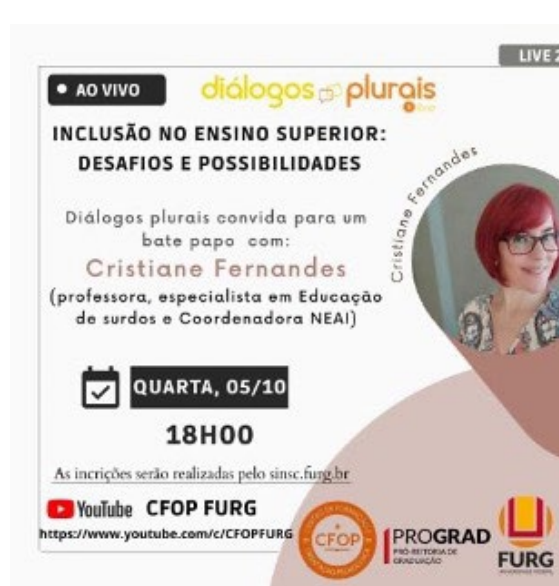 LIVE 2
AO VIVO
diálogos plurais
INCLUSÃO NO ENSINO SUPERIOR:
DESAFIOS E POSSIBILIDADES
Diálogos plurais convida para um
bate papo com:
Cristiane Fernandes
(professora, especialista em Educação
de surdos e Coordenadora NEAI)
Cristiane Fernandes
QUARTA, 05/10
18H00
As incrições serão realizadas pelo sinsc.furg.br
YouTube CFOP FURG
https://www.youtube.com/c/CFOPFURG
CFOP
PROGRAD
PRÓ-REITORIA DE
GRADUAÇÃO
FURG